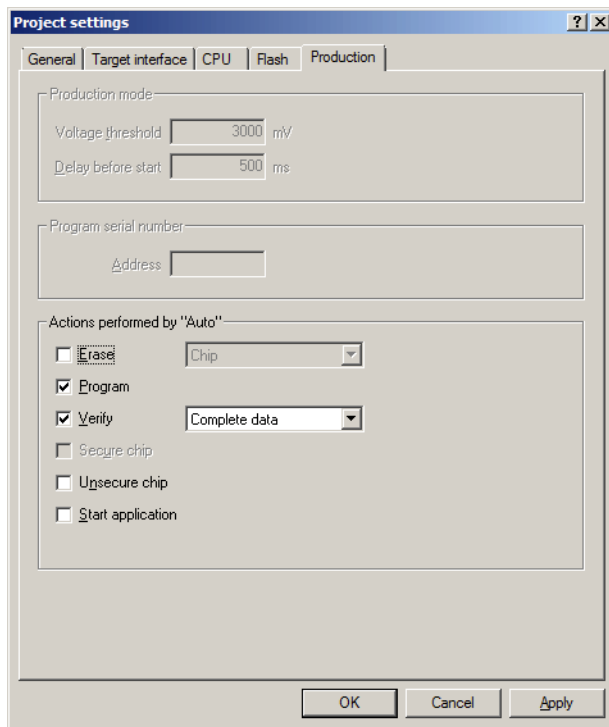 Project settings
General Target interface CPU Flash Production
Production mode
Voltage threshold 3000 mV
Delay before start 500 ms
Program serial number
Address
Actions performed by "Auto"
Erase Chip
Program
Verify Complete data
Secure chip
Unsecure chip
Start application
OK Cancel Apply